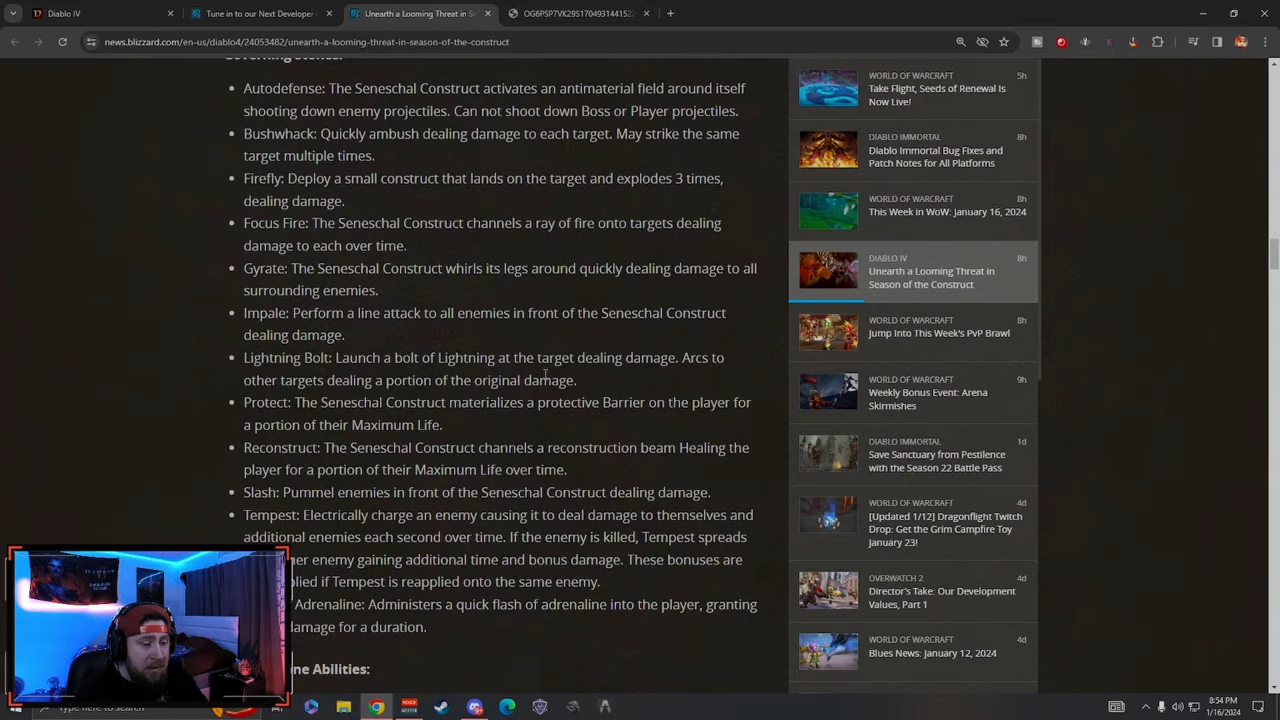 Diablo IV
Tune in to our Next Developer
Unearth a Looming Threat in S
OG6PSP7VK29S1704931441522
news.blizzard.com/en-us/diablo4/24053482/unearth-a-looming-threat-in-season-of-the-construct
Governing Stones:
Autodefense: The Seneschal Construct activates an antimaterial field around itself
shooting down enemy projectiles. Can not shoot down Boss or Player projectiles.
Bushwhack: Quickly ambush dealing damage to each target. May strike the same
target multiple times.
Firefly: Deploy a small construct that lands on the target and explodes 3 times,
dealing damage.
Focus Fire: The Seneschal Construct channels a ray of fire onto targets dealing
damage to each over time.
Gyrate: The Seneschal Construct whirls its legs around quickly dealing damage to all
surrounding enemies.
Impale: Perform a line attack to all enemies in front of the Seneschal Construct
dealing damage.
Lightning Bolt: Launch a bolt of Lightning at the target dealing damage. Arcs to
other targets dealing a portion of the original damage.
Protect: The Seneschal Construct materializes a protective Barrier on the player for
a portion of their Maximum Life.
Reconstruct: The Seneschal Construct channels a reconstruction beam Healing the
player for a portion of their Maximum Life over time.
Slash: Pummel enemies in front of the Seneschal Construct dealing damage.
Tempest: Electrically charge an enemy causing it to deal damage to themselves and
additional enemies each second over time. If the enemy is killed, Tempest spreads
her enemy gaining additional time and bonus damage. These bonuses are
plied if Tempest is reapplied onto the same enemy.
Adrenaline: Administers a quick flash of adrenaline into the player, granting
damage for a duration.
ne Abilities:
WORLD OF WARCRAFT 5h
Take Flight, Seeds of Renewal Is
Now Live!
DIABLO IMMORTAL 8h
Diablo Immortal Bug Fixes and
Patch Notes for All Platforms
WORLD OF WARCRAFT 8h
This Week in WoW: January 16, 2024
DIABLO IV 8h
Unearth a Looming Threat in
Season of the Construct
WORLD OF WARCRAFT 8h
Jump Into This Week's PvP Brawl
WORLD OF WARCRAFT 9h
Weekly Bonus Event: Arena
Skirmishes
DIABLO IMMORTAL 1d
Save Sanctuary from Pestilence
with the Season 22 Battle Pass
WORLD OF WARCRAFT 4d
[Updated 1/12] Dragonflight Twitch
Drop: Get the Grim Campfire Toy
January 23!
OVERWATCH 2 4d
Director's Take: Our Development
Values, Part 1
WORLD OF WARCRAFT 4d
Blues News: January 12, 2024
Type here to search
8:54 PM
1/16/2024